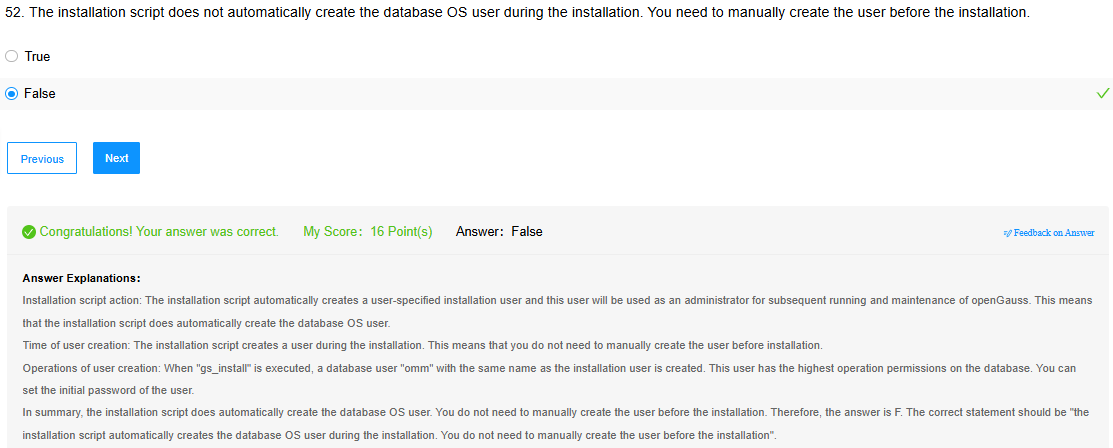 52. The installation script does not automatically create the database OS user during the installation. You need to manually create the user before the installation.
True
False
Previous
Next
Congratulations! Your answer was correct. My Score: 16 Point(s) Answer: False
Feedback on Answer
Answer Explanations:
Installation script action: The installation script automatically creates a user-specified installation user and this user will be used as an administrator for subsequent running and maintenance of openGauss. This means
that the installation script does automatically create the database OS user.
Time of user creation: The installation script creates a user during the installation. This means that you do not need to manually create the user before installation.
Operations of user creation: When "gs_install" is executed, a database user "omm" with the same name as the installation user is created. This user has the highest operation permissions on the database. You can
set the initial password of the user.
In summary, the installation script does automatically create the database OS user. You do not need to manually create the user before the installation. Therefore, the answer is F. The correct statement should be "the
installation script automatically creates the database OS user during the installation. You do not need to manually create the user before the installation".